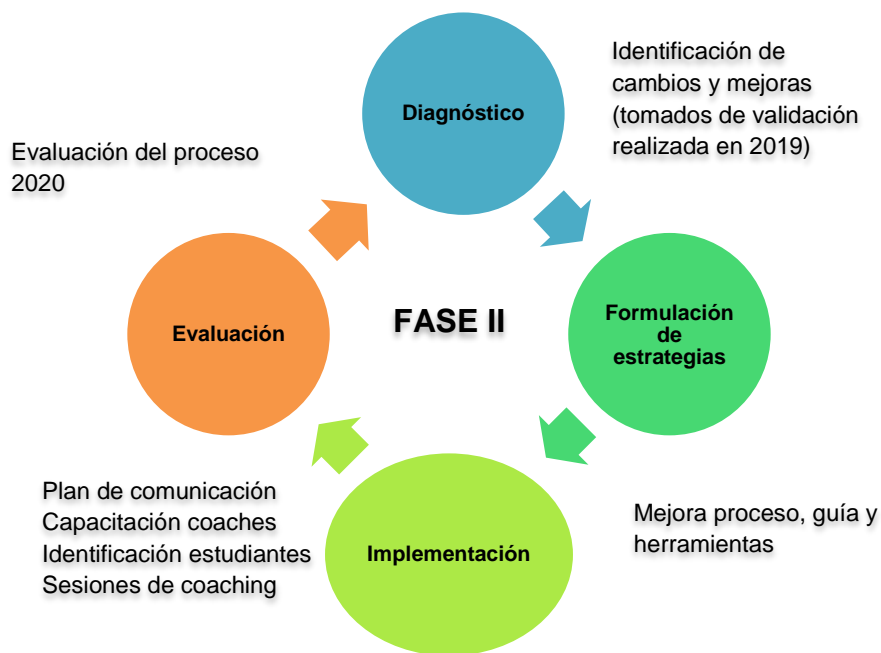 Diagnóstico
Identificación de
cambios y mejoras
(tomados de validación
realizada en 2019)
Evaluación del proceso
2020
Evaluación
FASE II
Formulación
de
estrategias
Plan de comunicación
Capacitación coaches
Identificación estudiantes
Sesiones de coaching
Implementación
Mejora proceso, guía y
herramientas